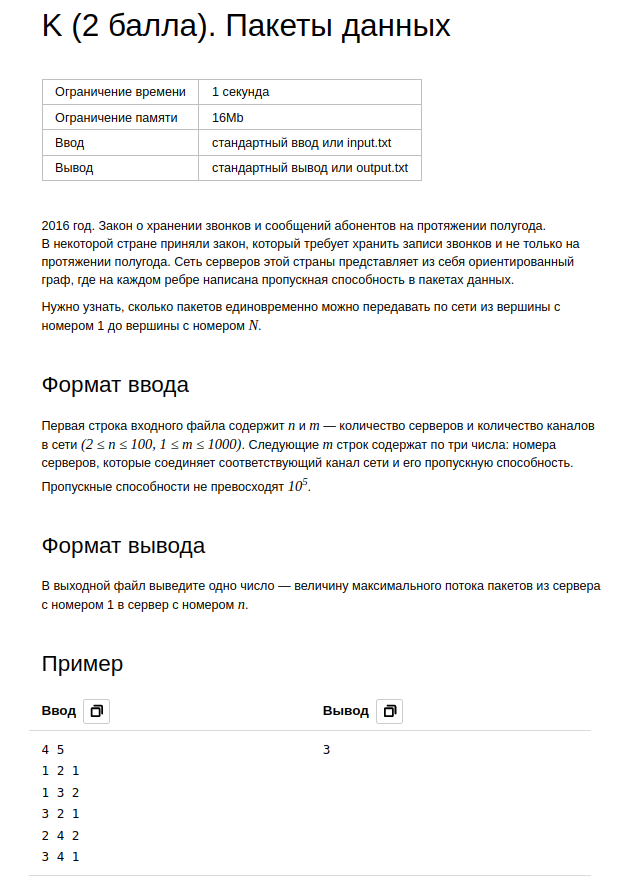 K (2 балла). Пакеты данных
Ограничение времени 1 секунда
Ограничение памяти 16Mb
Ввод стандартный ввод или input.txt
Вывод стандартный вывод или output.txt
2016 год. Закон о хранении звонков и сообщений абонентов на протяжении полугода.
В некоторой стране приняли закон, который требует хранить записи звонков и не только на
протяжении полугода. Сеть серверов этой страны представляет из себя ориентированный
граф, где на каждом ребре написана пропускная способность в пакетах данных.
Нужно узнать, сколько пакетов единовременно можно передавать по сети из вершины с
номером 1 до вершины с номером N.
Формат ввода
Первая строка входного файла содержит n и m — количество серверов и количество каналов
в сети (2 ≤ n ≤ 100, 1 ≤ m ≤ 1000). Следующие m строк содержат по три числа: номера
серверов, которые соединяет соответствующий канал сети и его пропускную способность.
Пропускные способности не превосходят 10⁵.
Формат вывода
В выходной файл выведите одно число — величину максимального потока пакетов из сервера
с номером 1 в сервер с номером n.
Пример
Ввод Вывод
4 5 3
1 2 1
1 3 2
3 2 1
2 4 2
3 4 1